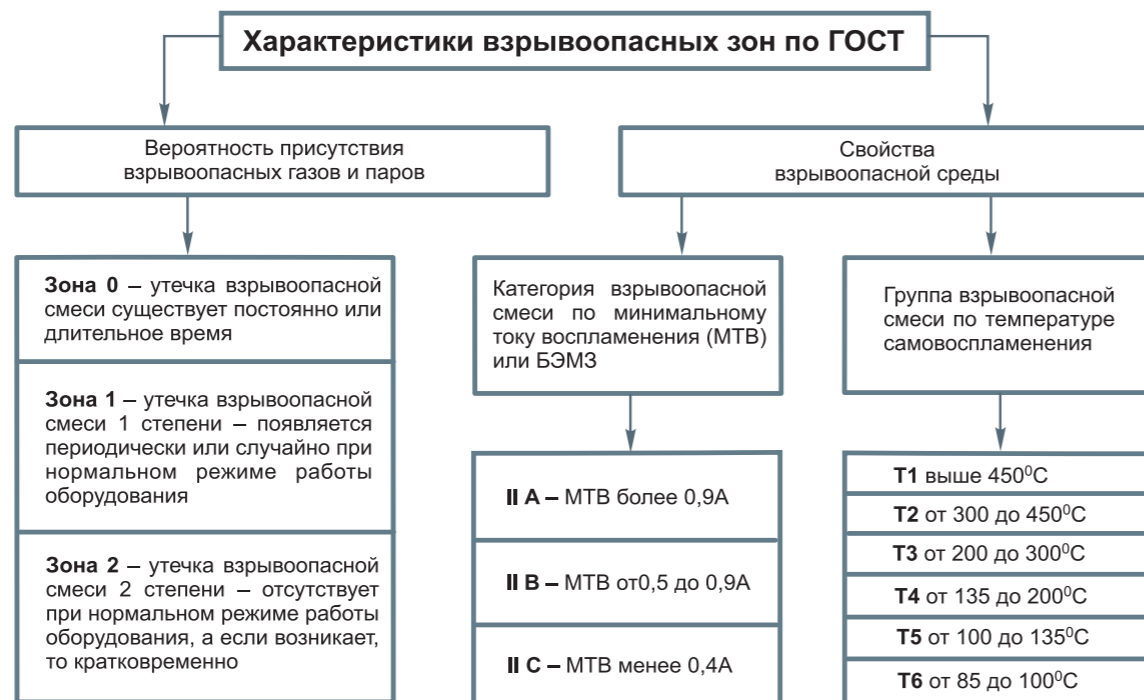 Характеристики взрывоопасных зон по ГОСТ
Вероятность присутствия
взрывоопасных газов и паров
Свойства
взрывоопасной среды
Зона 0 – утечка взрывоопасной
смеси существует постоянно или
длительное время
Зона 1 – утечка взрывоопасной
смеси 1 степени – появляется
периодически или случайно при
нормальном режиме работы
оборудования
Зона 2 – утечка взрывоопасной
смеси 2 степени – отсутствует
при нормальном режиме работы
оборудования, а если возникает,
то кратковременно
Категория взрывоопасной
смеси по минимальному
току воспламенения (МТВ)
или БЭМЗ
II A – МТВ более 0,9А
II B – МТВ от0,5 до 0,9А
II C – МТВ менее 0,4А
Группа взрывоопасной
смеси по температуре
самовоспламенения
T1 выше 450⁰C
T2 от 300 до 450⁰C
T3 от 200 до 300⁰C
T4 от 135 до 200⁰C
T5 от 100 до 135⁰C
T6 от 85 до 100⁰C